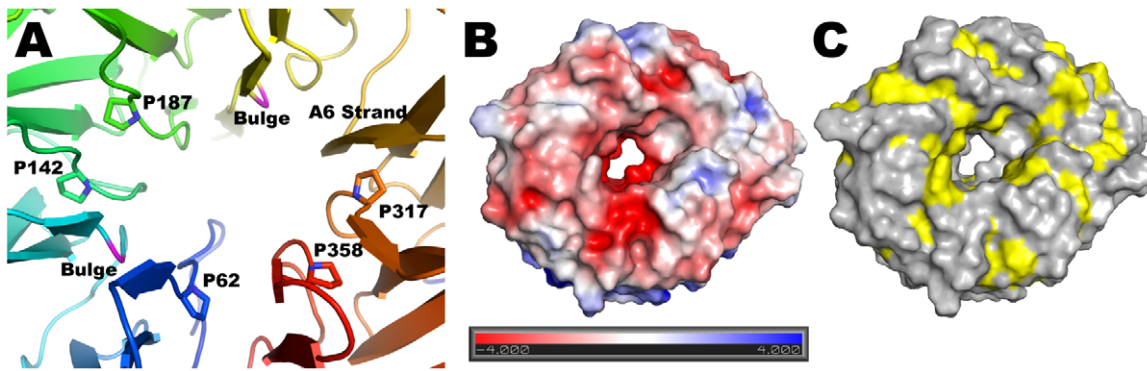 A
B
C
P187
Bulge
A6 Strand
P142
P317
P358
Bulge
P62
-4.000
4.000